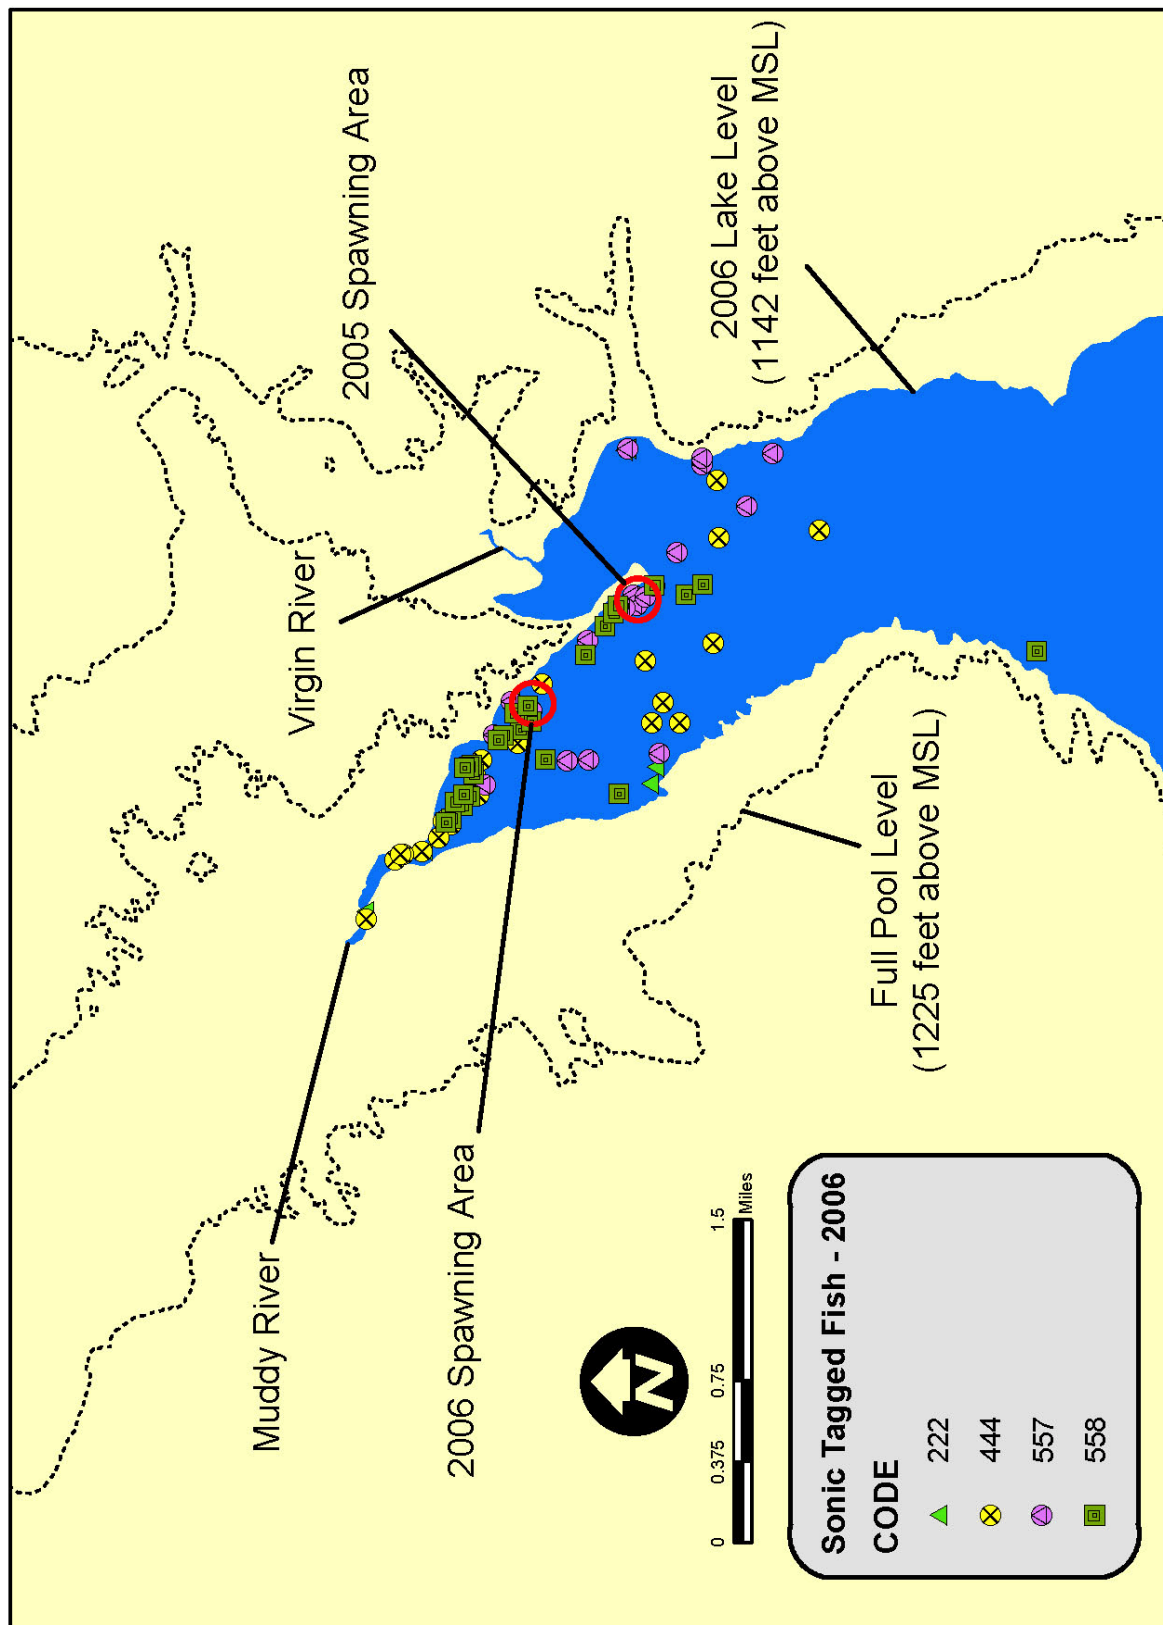 2005 Spawning Area
2006 Lake Level
(1142 feet above MSL)
Virgin River
Muddy River
2006 Spawning Area
Full Pool Level
(1225 feet above MSL)
N
0 0.375 0.75 1.5
Miles
Sonic Tagged Fish - 2006
CODE
222
444
557
558